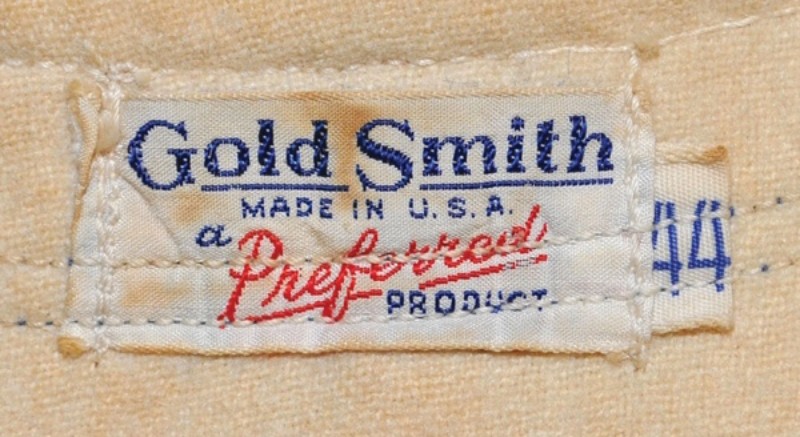 Gold Smith
MADE IN U.S.A.
a Preferred
PRODUCT
44